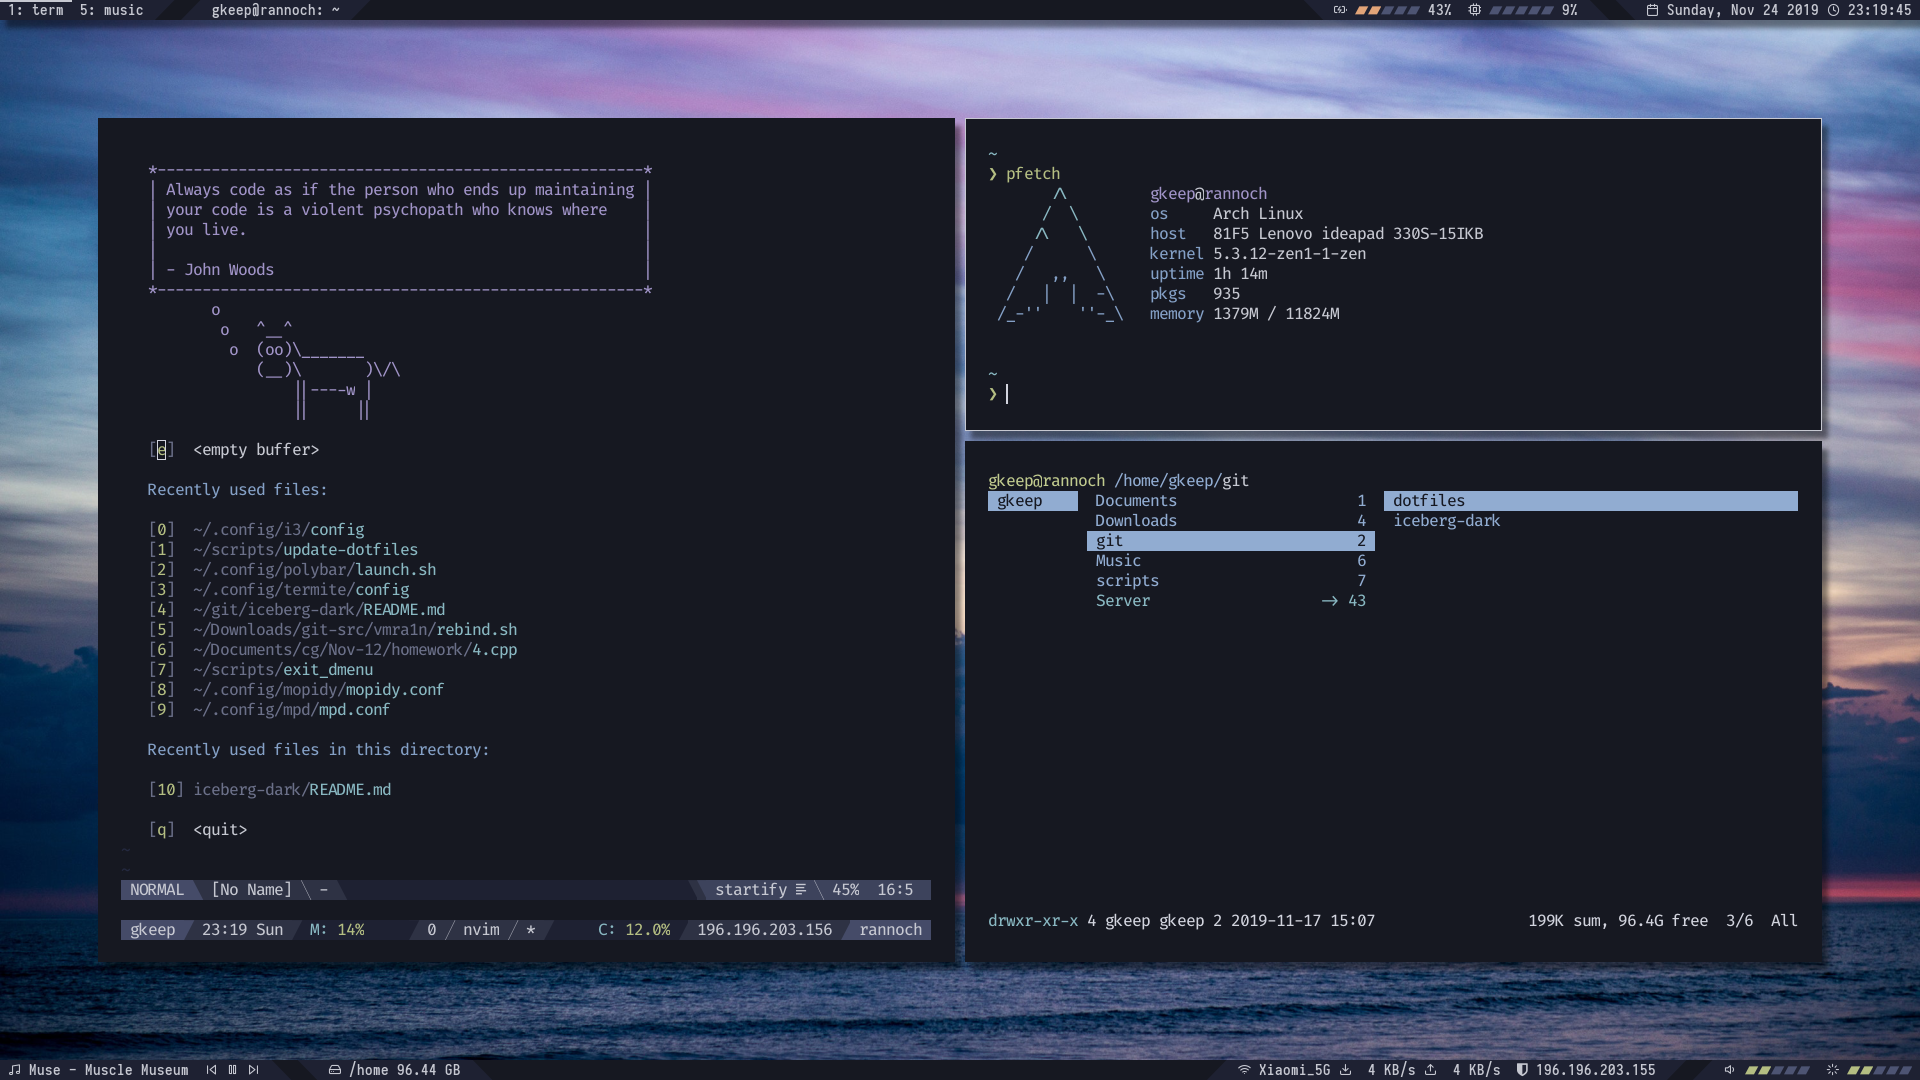 1: term 5: music gkeep@rannoch: ~ 43% 9% Sunday, Nov 24 2019 23:19:45
*------------------------------------------------------*
| Always code as if the person who ends up maintaining |
| your code is a violent psychopath who knows where |
| you live. |
| |
| - John Woods |
*------------------------------------------------------*
o
o ^__^
o (oo)\_______
(__)\ )\/\
||----w |
|| ||
[e] <empty buffer>
Recently used files:
[0] ~/.config/i3/config
[1] ~/scripts/update-dotfiles
[2] ~/.config/polybar/launch.sh
[3] ~/.config/termite/config
[4] ~/git/iceberg-dark/README.md
[5] ~/Downloads/git-src/vmra1n/rebind.sh
[6] ~/Documents/cg/Nov-12/homework/4.cpp
[7] ~/scripts/exit_dmenu
[8] ~/.config/mopidy/mopidy.conf
[9] ~/.config/mpd/mpd.conf
Recently used files in this directory:
[10] iceberg-dark/README.md
[q] <quit>
~
~
NORMAL [No Name] \ - startify \ 45% 16:5
gkeep 23:19 Sun M: 14% 0 / nvim / * C: 12.0% 196.196.203.156 rannoch
~
❯ pfetch
/\ gkeep@rannoch
/ \ os Arch Linux
/\ \ host 81F5 Lenovo ideapad 330S-15IKB
/ \ kernel 5.3.12-zen1-1-zen
/ ,, \ uptime 1h 14m
/ | | -\ pkgs 935
/_-'' ''-_\ memory 1379M / 11824M
~
❯
gkeep@rannoch /home/gkeep/git
gkeep Documents 1 dotfiles
Downloads 4 iceberg-dark
git 2
Music 6
scripts 7
Server -> 43
drwxr-xr-x 4 gkeep gkeep 2 2019-11-17 15:07 199K sum, 96.4G free 3/6 All
Muse - Muscle Museum /home 96.44 GB Xiaomi_5G 4 KB/s 4 KB/s 196.196.203.155